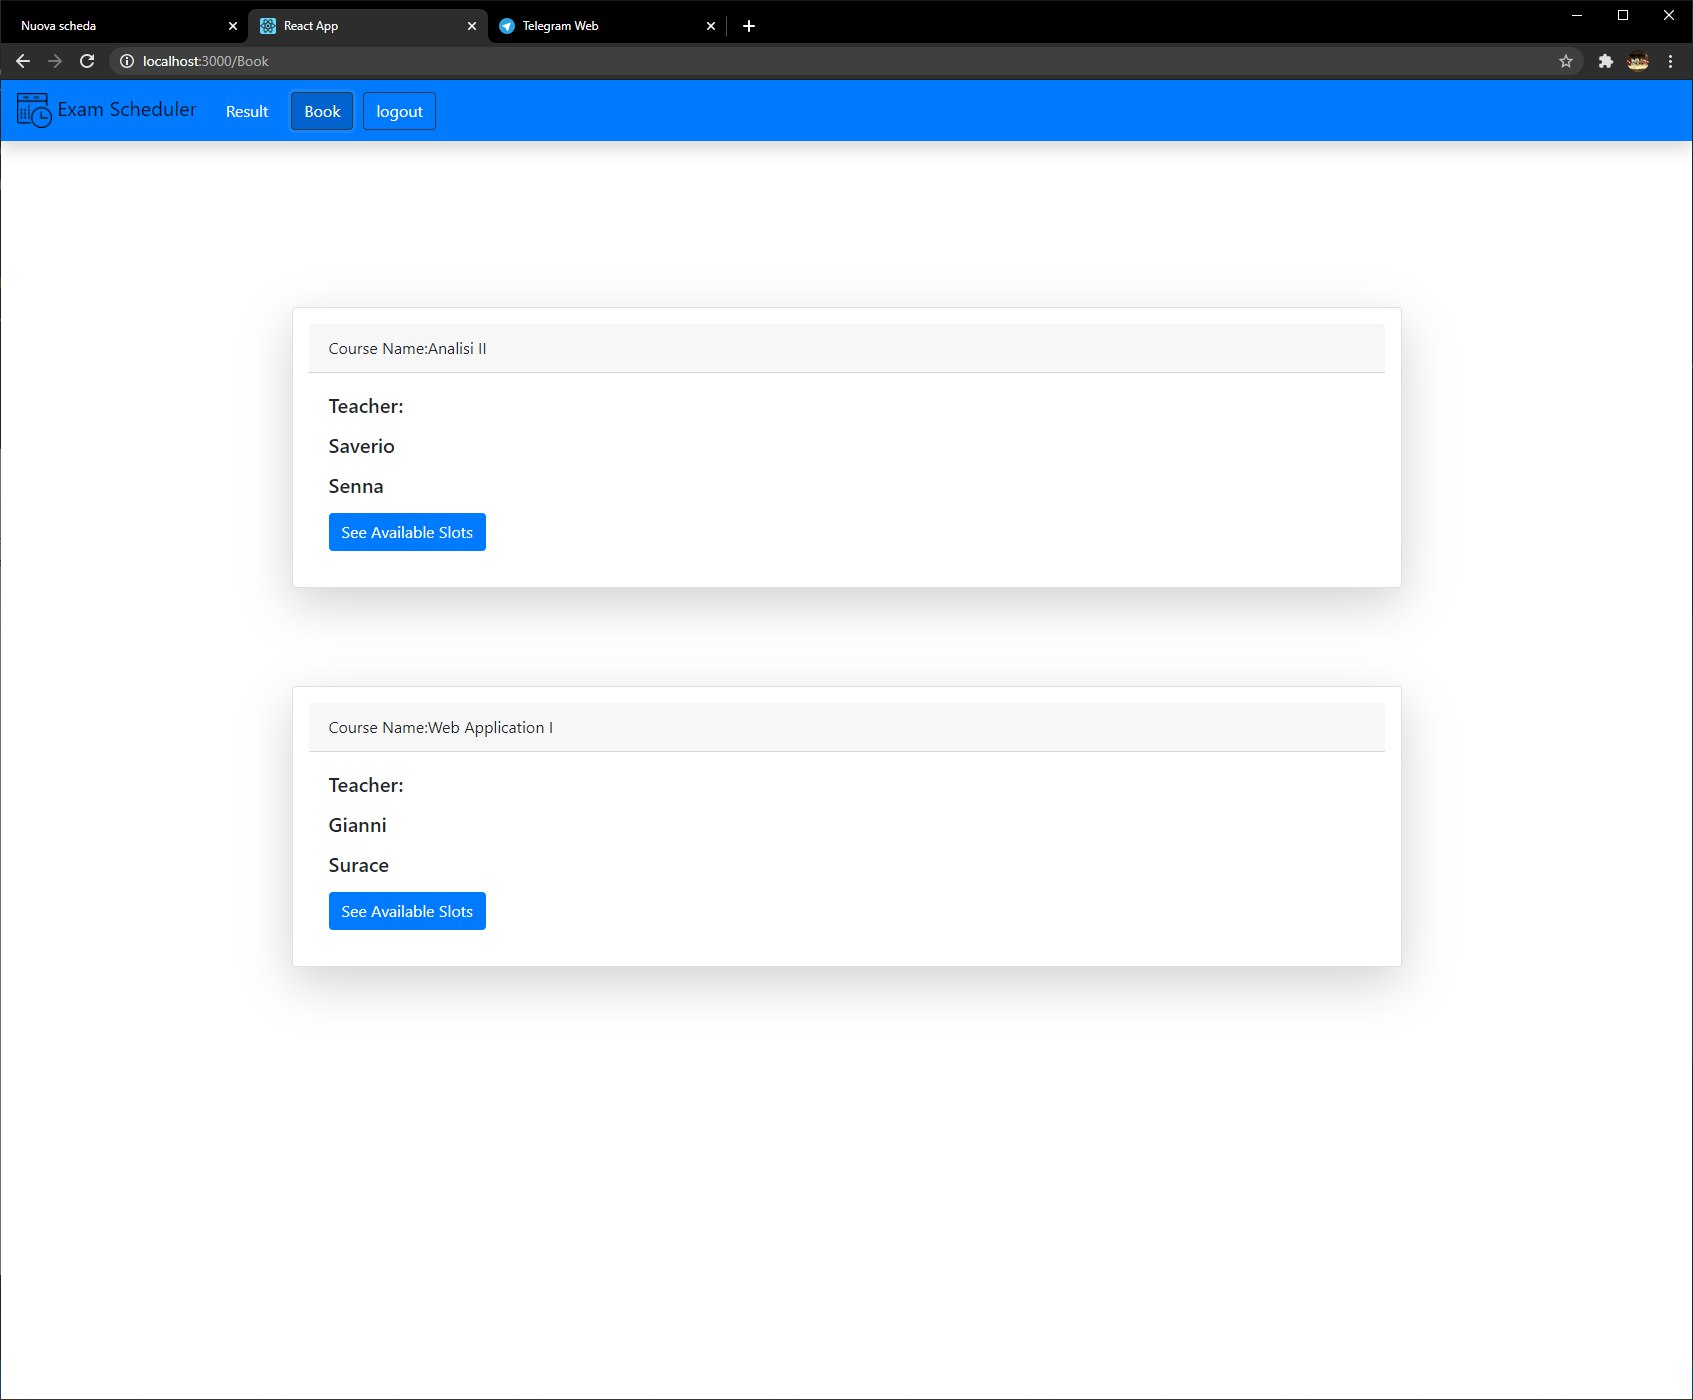 Nuova scheda
React App
Telegram Web
localhost:3000/Book
Exam Scheduler Result Book logout
Course Name:Analisi II
Teacher:
Saverio
Senna
See Available Slots
Course Name:Web Application I
Teacher:
Gianni
Surace
See Available Slots